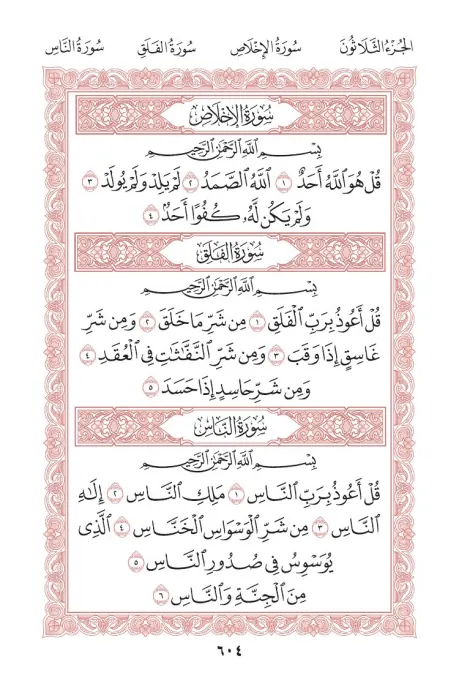 الجُزْءُ الثَّلَاثُونَ سُورَةُ الإِخْلَاصِ سُورَةُ الفَلَقِ سُورَةُ النَّاسِ
سُورَةُ الإِخْلَاصِ
بِسْمِ ٱللَّهِ ٱلرَّحْمَٰنِ ٱلرَّحِيمِ
قُلْ هُوَ ٱللَّهُ أَحَدٌ ١ ٱللَّهُ ٱلصَّمَدُ ٢ لَمْ يَلِدْ وَلَمْ يُولَدْ ٣
وَلَمْ يَكُن لَّهُۥ كُفُوًا أَحَدٌۢ ٤
سُورَةُ الفَلَقِ
بِسْمِ ٱللَّهِ ٱلرَّحْمَٰنِ ٱلرَّحِيمِ
قُلْ أَعُوذُ بِرَبِّ ٱلْفَلَقِ ١ مِن شَرِّ مَا خَلَقَ ٢ وَمِن شَرِّ
غَاسِقٍ إِذَا وَقَبَ ٣ وَمِن شَرِّ ٱلنَّفَّٰثَٰتِ فِى ٱلْعُقَدِ ٤
وَمِن شَرِّ حَاسِدٍ إِذَا حَسَدَ ٥
سُورَةُ النَّاسِ
بِسْمِ ٱللَّهِ ٱلرَّحْمَٰنِ ٱلرَّحِيمِ
قُلْ أَعُوذُ بِرَبِّ ٱلنَّاسِ ١ مَلِكِ ٱلنَّاسِ ٢ إِلَٰهِ
ٱلنَّاسِ ٣ مِن شَرِّ ٱلْوَسْوَاسِ ٱلْخَنَّاسِ ٤ ٱلَّذِى
يُوَسْوِسُ فِى صُدُورِ ٱلنَّاسِ ٥
مِنَ ٱلْجِنَّةِ وَٱلنَّاسِ ٦
٦٠٤